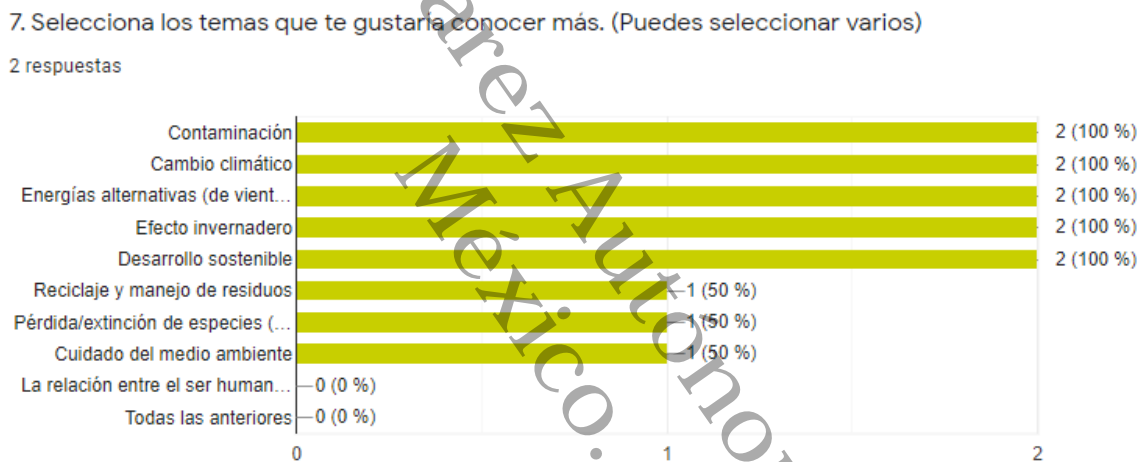 7. Selecciona los temas que te gustaría conocer más. (Puedes seleccionar varios)
2 respuestas
Contaminación 2 (100 %)
Cambio climático 2 (100 %)
Energías alternativas (de vient... 2 (100 %)
Efecto invernadero 2 (100 %)
Desarrollo sostenible 2 (100 %)
Reciclaje y manejo de residuos 1 (50 %)
Pérdida/extinción de especies (... 1 (50 %)
Cuidado del medio ambiente 1 (50 %)
La relación entre el ser human... 0 (0 %)
Todas las anteriores 0 (0 %)
0 1 2
México.